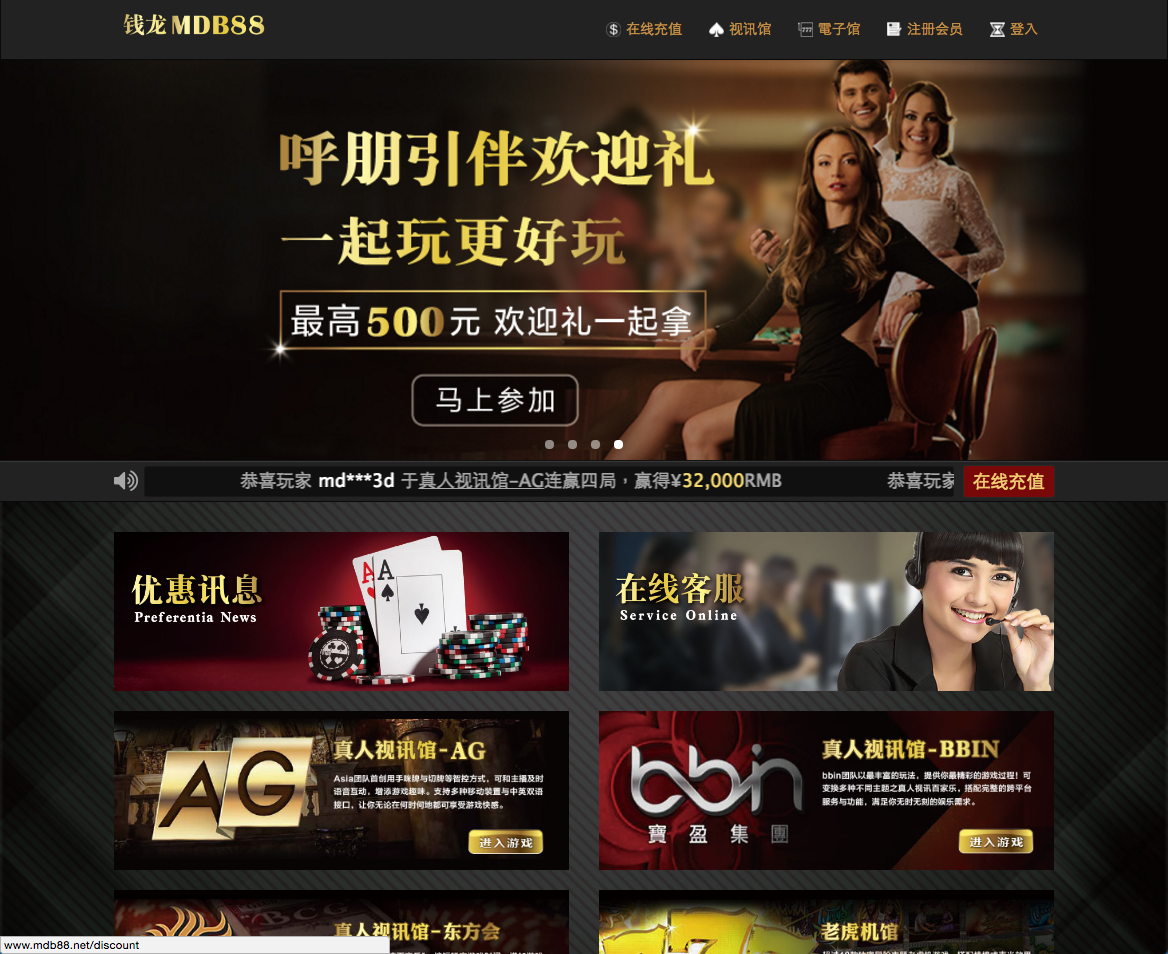 钱龙MDB88
在线充值 视讯馆 電子馆 注册会员 登入
呼朋引伴欢迎礼
一起玩更好玩
最高500元 欢迎礼一起拿
马上参加
恭喜玩家 md***3d 于真人视讯馆-AG连赢四局，赢得¥32,000RMB 恭喜玩家 在线充值
优惠讯息
Preferentia News
在线客服
Service Online
AG
真人视讯馆-AG
Asia团队首创用手咪牌与切牌等智控方式，可和主播及时
语音互动，增添游戏趣味。支持多种移动装置与中英双语
接口，让你无论在何时何地都可享受游戏快感。
进入游戏
bbin
寶盈集團
真人视讯馆-BBIN
bbin团队以最丰富的玩法，提供你最精彩的游戏过程！可
变换多种不同主题之真人视讯百家乐，搭配完整的跨平台
服务与功能，满足你无时无刻的娱乐需求。
进入游戏
真人视讯馆-东方会
老虎机馆
www.mdb88.net/discount